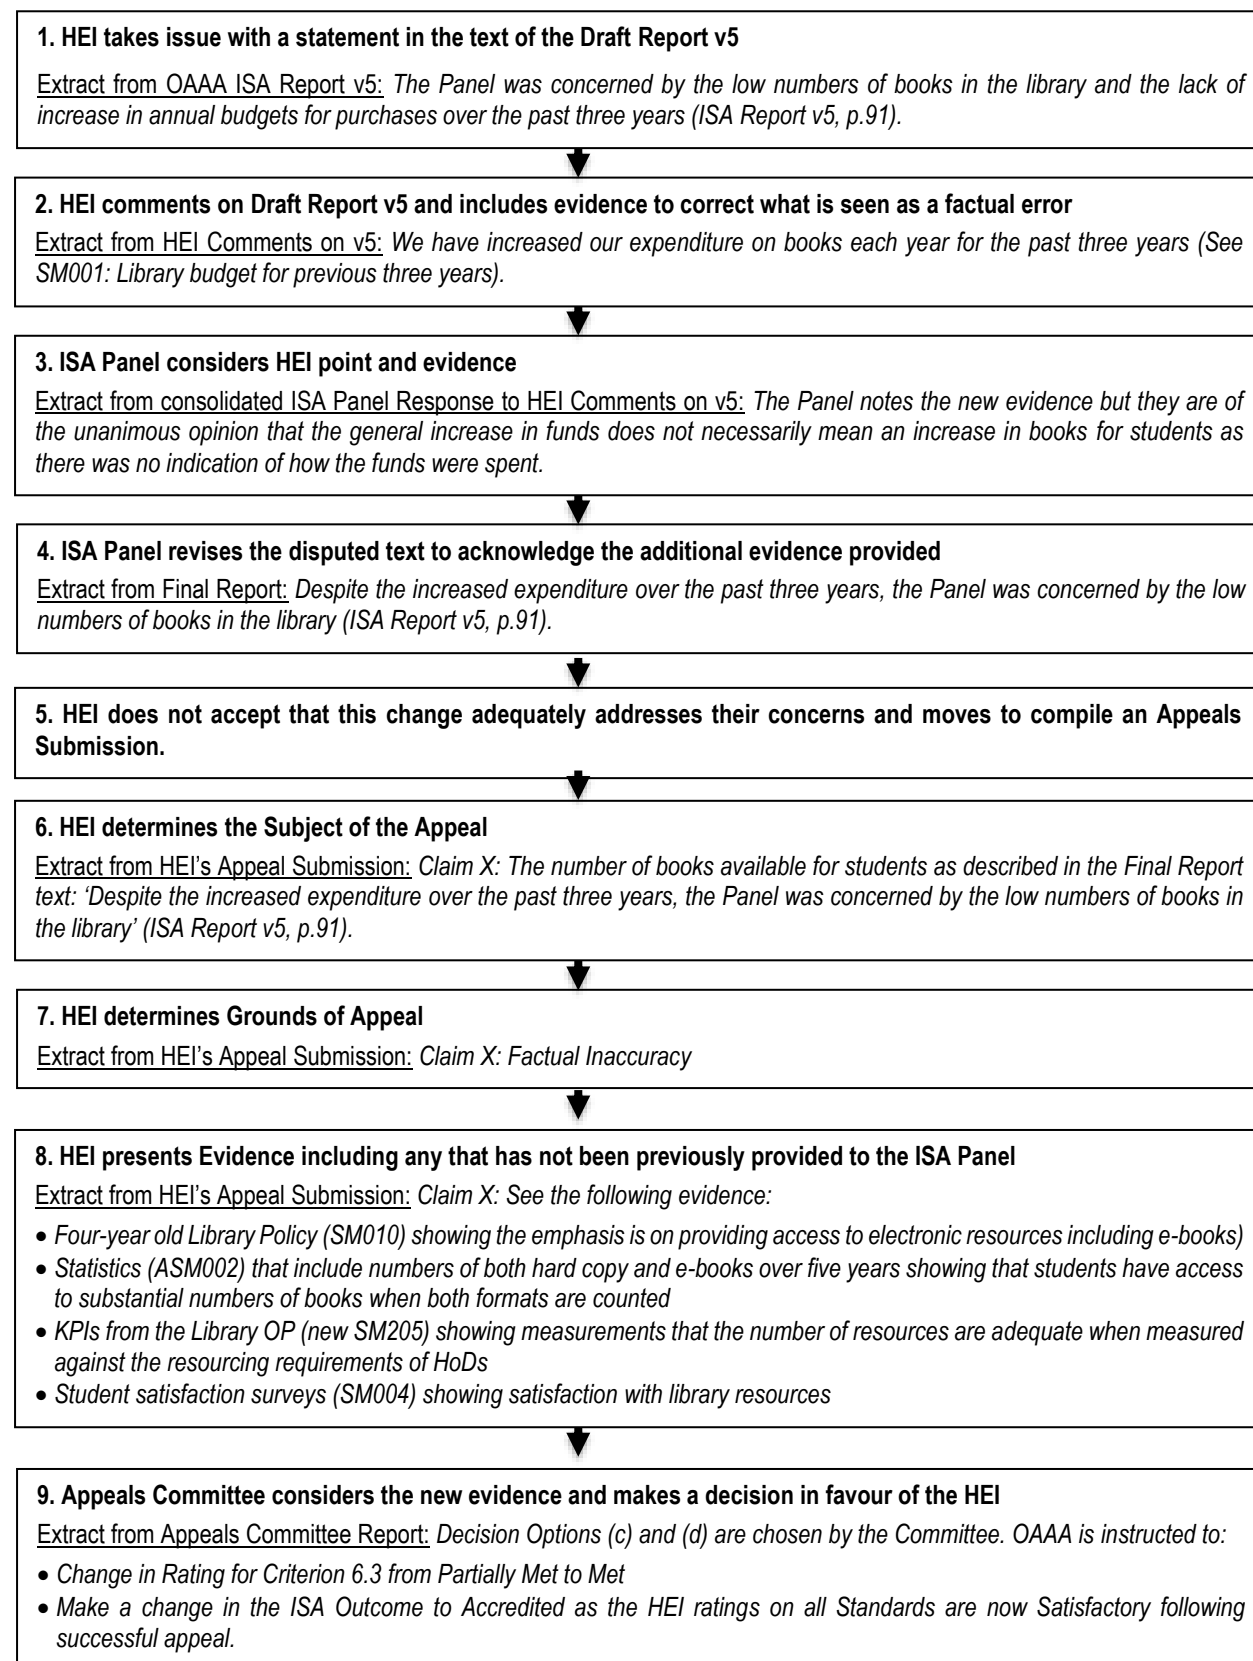 1. HEI takes issue with a statement in the text of the Draft Report v5
Extract from OAAA ISA Report v5: The Panel was concerned by the low numbers of books in the library and the lack of
increase in annual budgets for purchases over the past three years (ISA Report v5, p.91).
2. HEI comments on Draft Report v5 and includes evidence to correct what is seen as a factual error
Extract from HEI Comments on v5: We have increased our expenditure on books each year for the past three years (See
SM001: Library budget for previous three years).
3. ISA Panel considers HEI point and evidence
Extract from consolidated ISA Panel Response to HEI Comments on v5: The Panel notes the new evidence but they are of
the unanimous opinion that the general increase in funds does not necessarily mean an increase in books for students as
there was no indication of how the funds were spent.
4. ISA Panel revises the disputed text to acknowledge the additional evidence provided
Extract from Final Report: Despite the increased expenditure over the past three years, the Panel was concerned by the low
numbers of books in the library (ISA Report v5, p.91).
5. HEI does not accept that this change adequately addresses their concerns and moves to compile an Appeals
Submission.
6. HEI determines the Subject of the Appeal
Extract from HEI's Appeal Submission: Claim X: The number of books available for students as described in the Final Report
text: 'Despite the increased expenditure over the past three years, the Panel was concerned by the low numbers of books in
the library' (ISA Report v5, p.91).
7. HEI determines Grounds of Appeal
Extract from HEI's Appeal Submission: Claim X: Factual Inaccuracy
8. HEI presents Evidence including any that has not been previously provided to the ISA Panel
Extract from HEI's Appeal Submission: Claim X: See the following evidence:
• Four-year old Library Policy (SM010) showing the emphasis is on providing access to electronic resources including e-books)
• Statistics (ASM002) that include numbers of both hard copy and e-books over five years showing that students have access
to substantial numbers of books when both formats are counted
• KPIs from the Library OP (new SM205) showing measurements that the number of resources are adequate when measured
against the resourcing requirements of HoDs
• Student satisfaction surveys (SM004) showing satisfaction with library resources
9. Appeals Committee considers the new evidence and makes a decision in favour of the HEI
Extract from Appeals Committee Report: Decision Options (c) and (d) are chosen by the Committee. OAAA is instructed to:
• Change in Rating for Criterion 6.3 from Partially Met to Met
• Make a change in the ISA Outcome to Accredited as the HEI ratings on all Standards are now Satisfactory following
successful appeal.